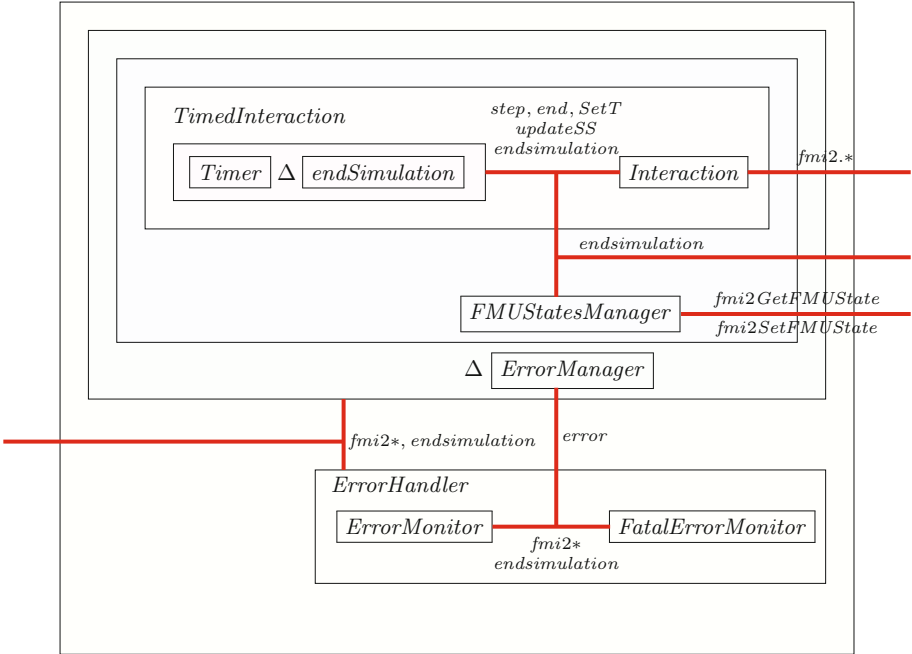 TimedInteraction
step, end, SetT
updateSS
endsimulation
fmi2.*
Timer Δ endSimulation
Interaction
endsimulation
fmi2GetFMUState
FMUStatesManager
fmi2SetFMUState
Δ ErrorManager
fmi2*, endsimulation
error
ErrorHandler
ErrorMonitor
FatalErrorMonitor
fmi2*
endsimulation